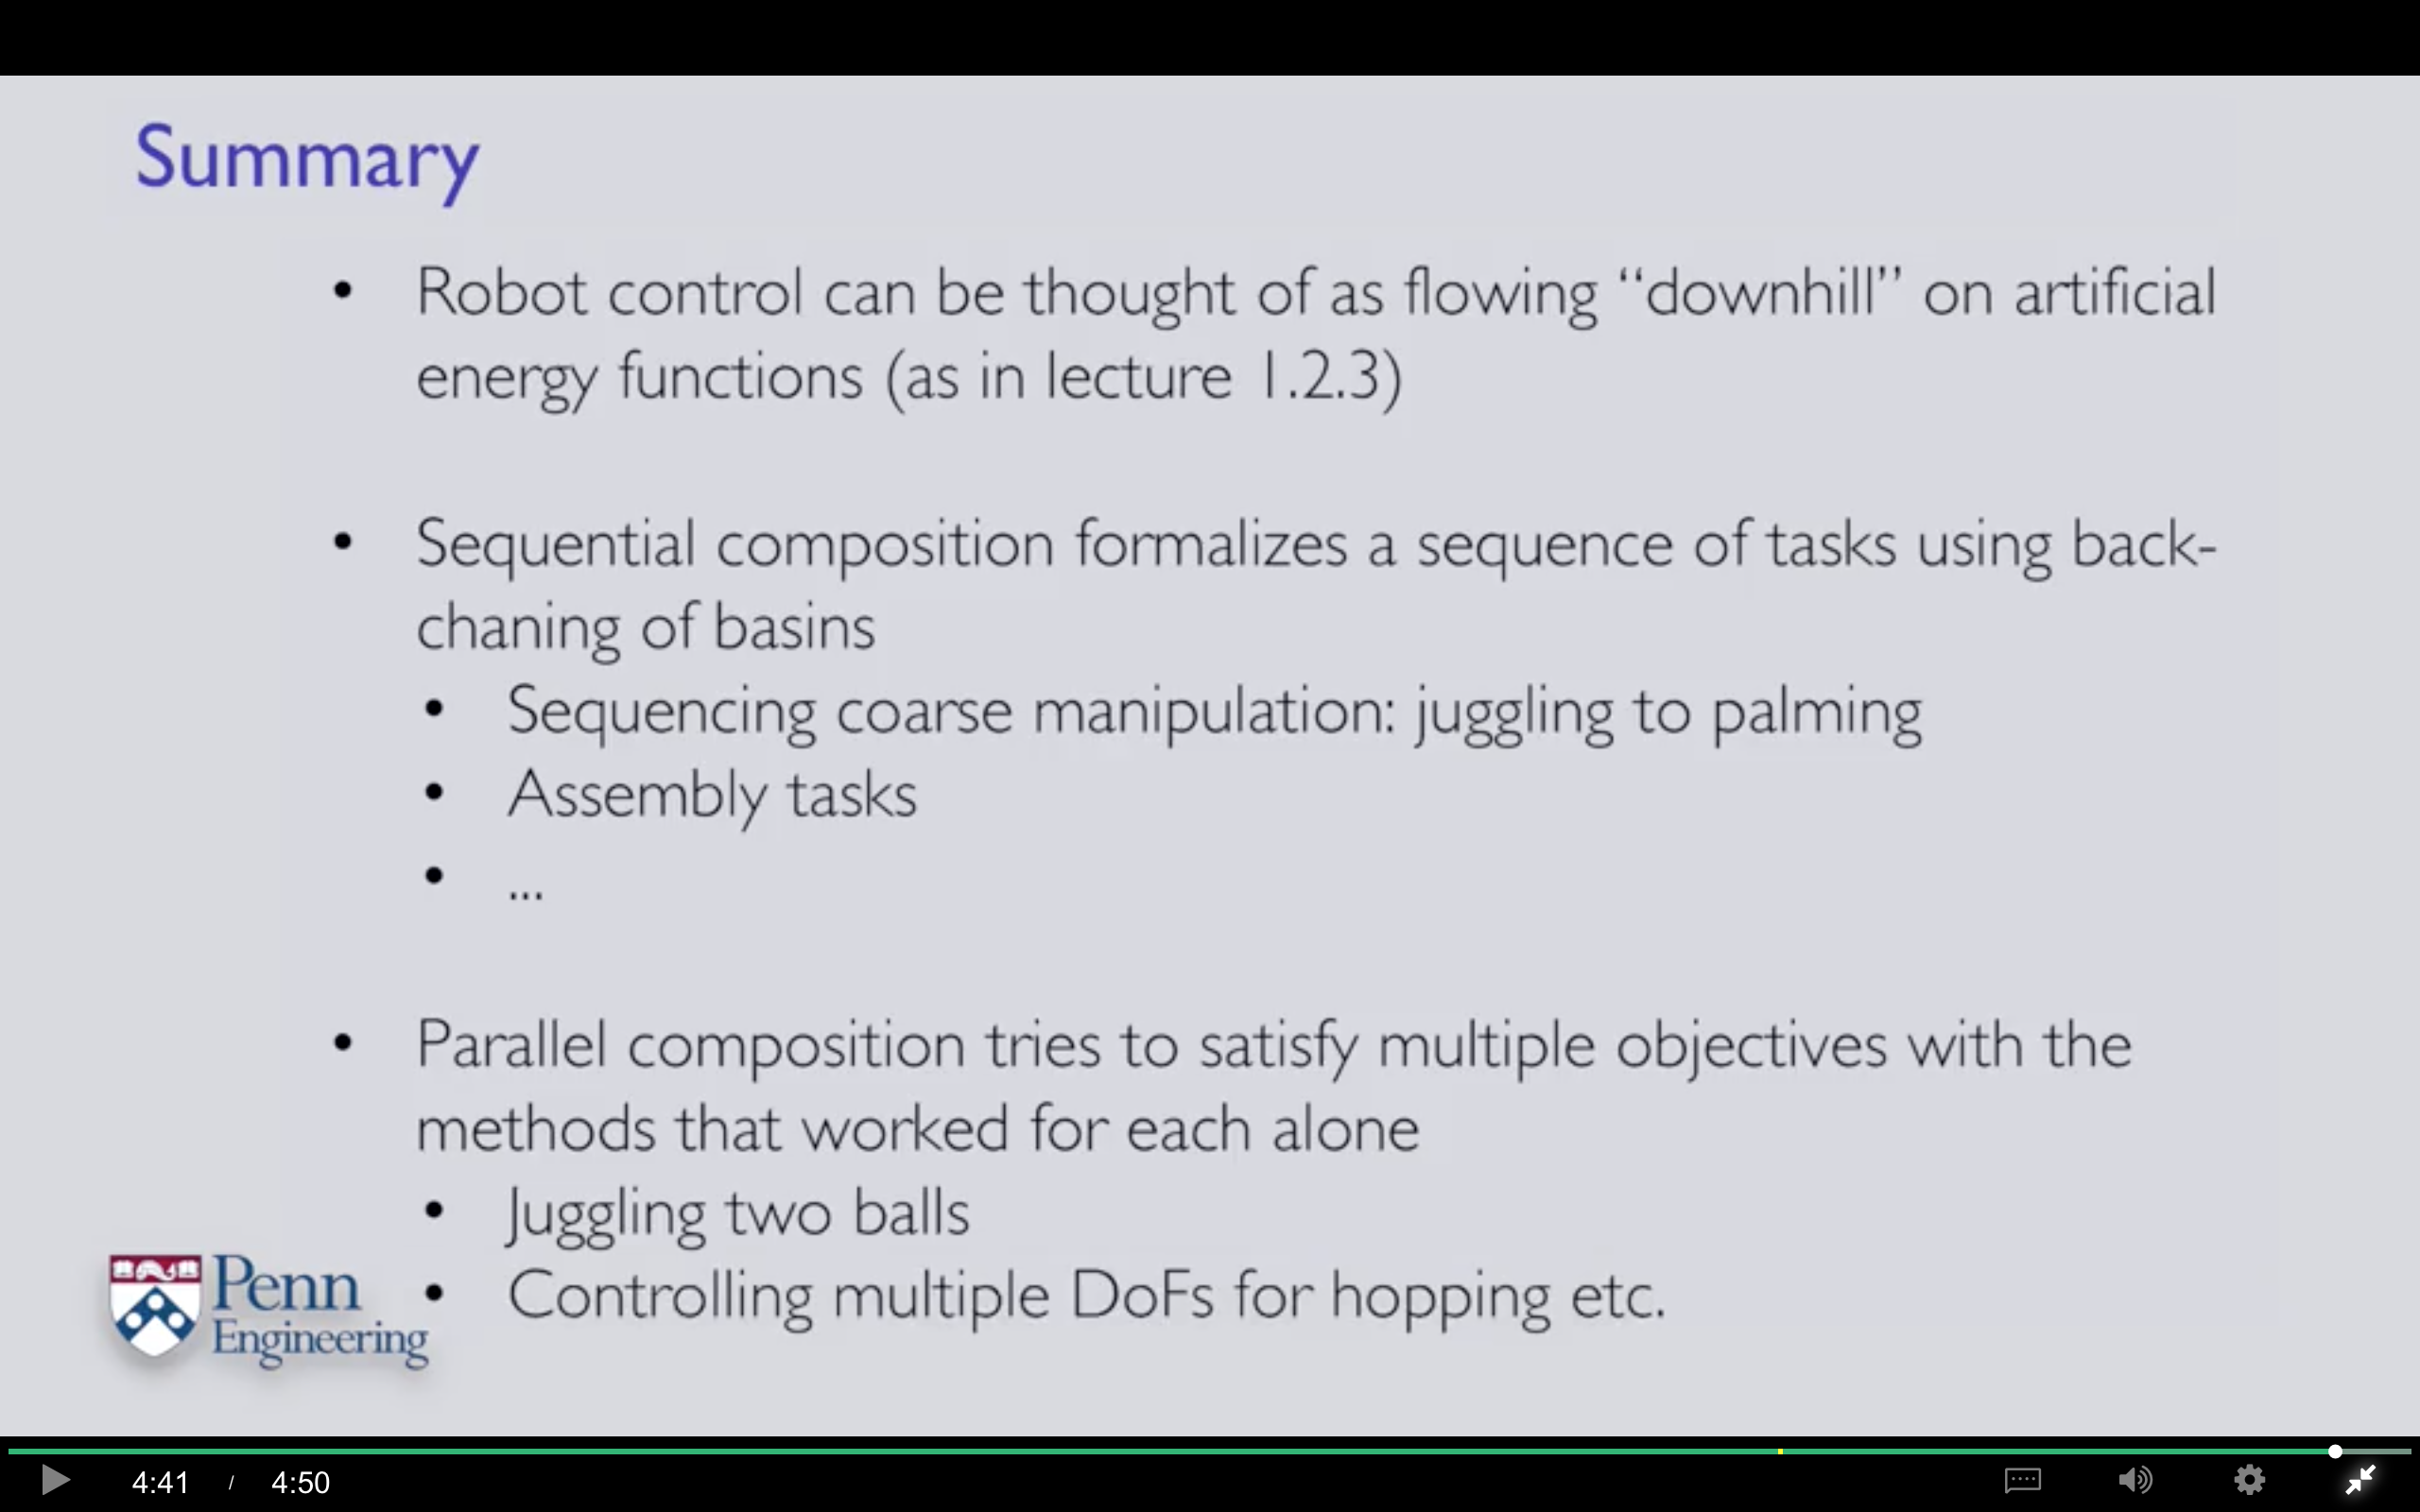 Summary
• Robot control can be thought of as flowing “downhill” on artificial
energy functions (as in lecture 1.2.3)
• Sequential composition formalizes a sequence of tasks using back-
chaning of basins
• Sequencing coarse manipulation: juggling to palming
• Assembly tasks
• ...
• Parallel composition tries to satisfy multiple objectives with the
methods that worked for each alone
• Juggling two balls
• Controlling multiple DoFs for hopping etc.
Penn
Engineering
4:41 / 4:50